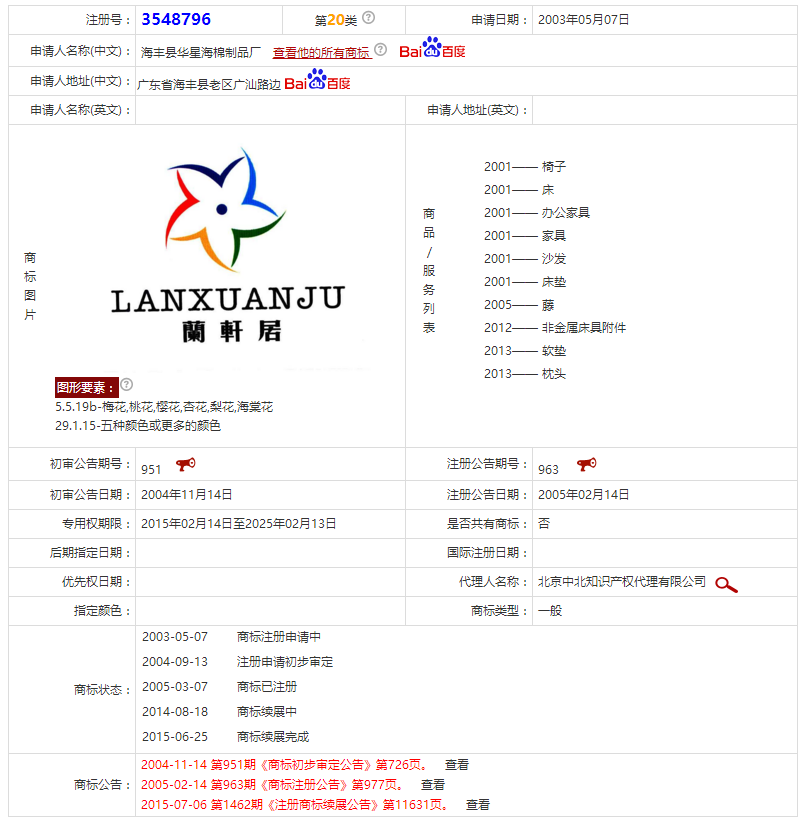 注册号： 3548796 第20类 ? 申请日期： 2003年05月07日
申请人名称(中文)： 海丰县华星海棉制品厂 查看他的所有商标 ? Bai du 百度
申请人地址(中文)： 广东省海丰县老区广汕路边 Bai du 百度
申请人名称(英文)： 申请人地址(英文)：
商标图片
LANXUANJU
蘭軒居
图形要素： ?
5.5.19b-梅花,桃花,樱花,杏花,梨花,海棠花
29.1.15-五种颜色或更多的颜色
商品/服务列表
2001—— 椅子
2001—— 床
2001—— 办公家具
2001—— 家具
2001—— 沙发
2001—— 床垫
2005—— 藤
2012—— 非金属床具附件
2013—— 软垫
2013—— 枕头
初审公告期号： 951 注册公告期号： 963
初审公告日期： 2004年11月14日 注册公告日期： 2005年02月14日
专用权期限： 2015年02月14日至2025年02月13日 是否共有商标： 否
后期指定日期： 国际注册日期：
优先权日期： 代理人名称： 北京中北知识产权代理有限公司
指定颜色： 商标类型： 一般
商标状态：
2003-05-07 商标注册申请中
2004-09-13 注册申请初步审定
2005-03-07 商标已注册
2014-08-18 商标续展中
2015-06-25 商标续展完成
商标公告：
2004-11-14 第951期《商标初步审定公告》第726页。 查看
2005-02-14 第963期《商标注册公告》第977页。 查看
2015-07-06 第1462期《注册商标续展公告》第11631页。 查看